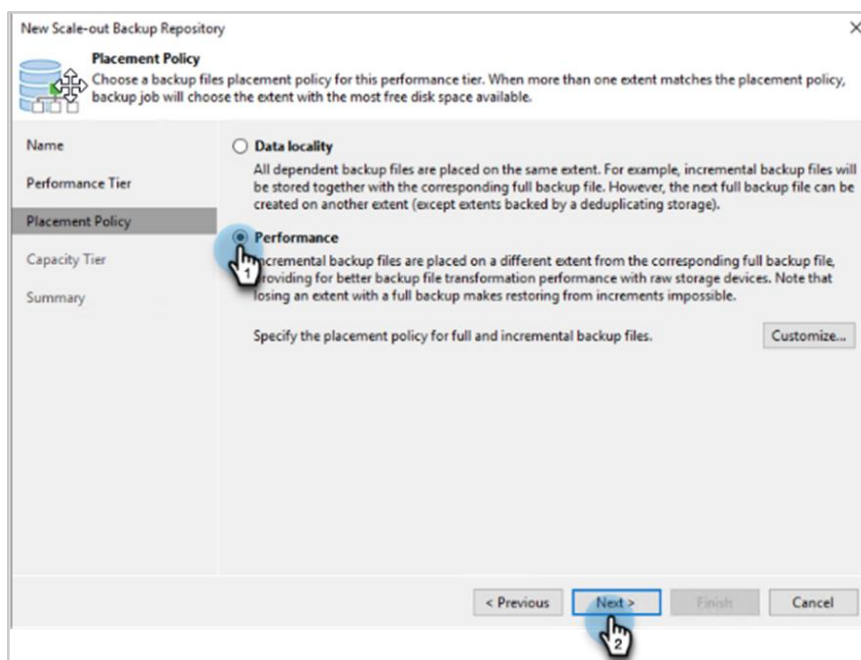 New Scale-out Backup Repository
Placement Policy
Choose a backup files placement policy for this performance tier. When more than one extent matches the placement policy,
backup job will choose the extent with the most free disk space available.
Name
Performance Tier
Placement Policy
Capacity Tier
Summary
Data locality
All dependent backup files are placed on the same extent. For example, incremental backup files will
be stored together with the corresponding full backup file. However, the next full backup file can be
created on another extent (except extents backed by a deduplicating storage).
Performance
ncremental backup files are placed on a different extent from the corresponding full backup file,
roviding for better backup file transformation performance with raw storage devices. Note that
losing an extent with a full backup makes restoring from increments impossible.
1
Specify the placement policy for full and incremental backup files.
Customize...
< Previous
Next >
Finish
Cancel
2